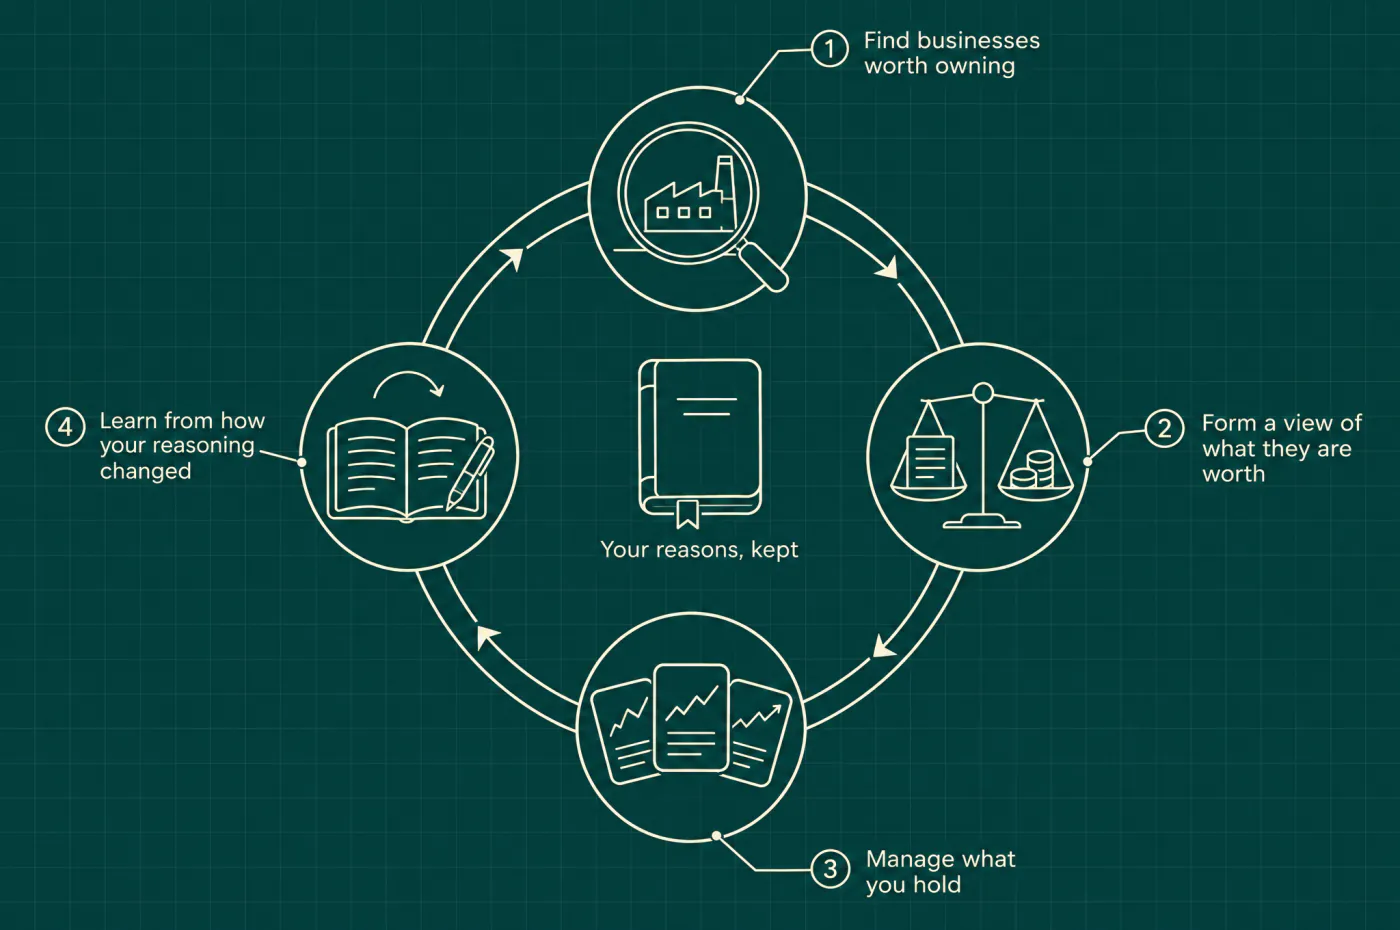 1 Find businesses
worth owning
2 Form a view of
what they are
worth
3 Manage what
you hold
4 Learn from how
your reasoning
changed
Your reasons, kept